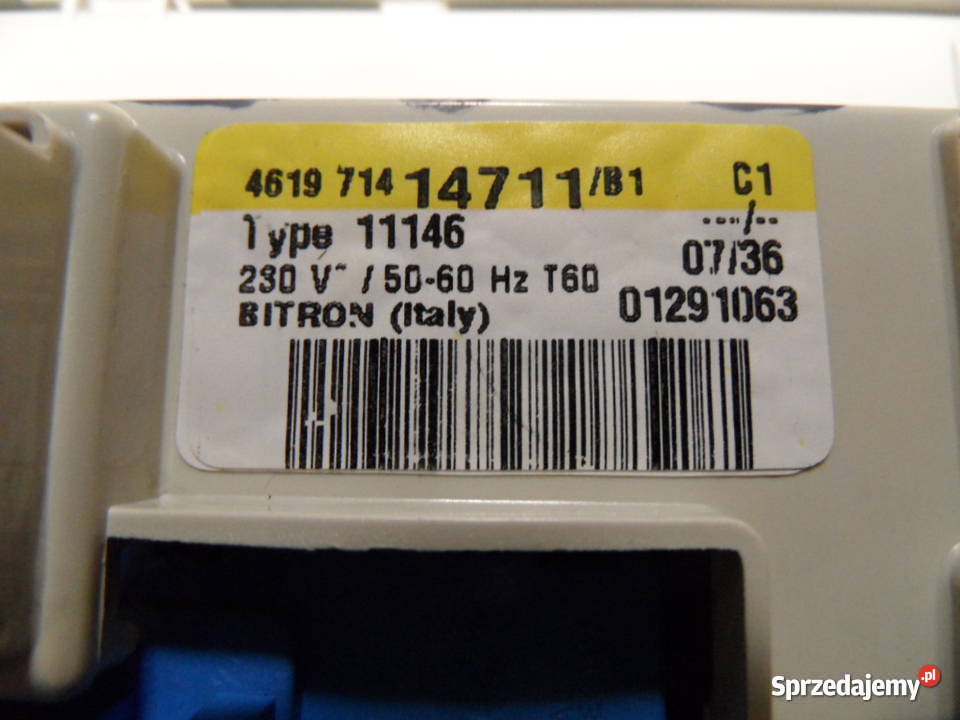 4619 714 14711/B1 C1
Type 11146 ---/--
07/36
230 V~ / 50-60 Hz T60
BITRON (Italy) 01291063
Sprzedajemy.pl